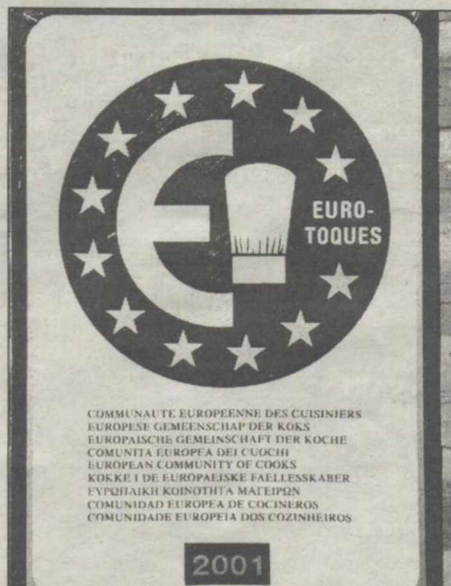 EURO-
TOQUES
COMMUNAUTE EUROPEENNE DES CUISINIERS
EUROPESE GEMEENSCHAP DER KOKS
EUROPAISCHE GEMEINSCHAFT DER KOCHE
COMUNITA EUROPEA DEI CUOCHI
EUROPEAN COMMUNITY OF COOKS
KOKKE I DE EUROPAEISKE FAELLESSKABER
ΕΥΡΩΠΑΙΚΗ ΚΟΙΝΟΤΗΤΑ ΜΑΓΕΙΡΩΝ
COMUNIDAD EUROPEA DE COCINEROS
COMUNIDADE EUROPEIA DOS COZINHEIROS
2001